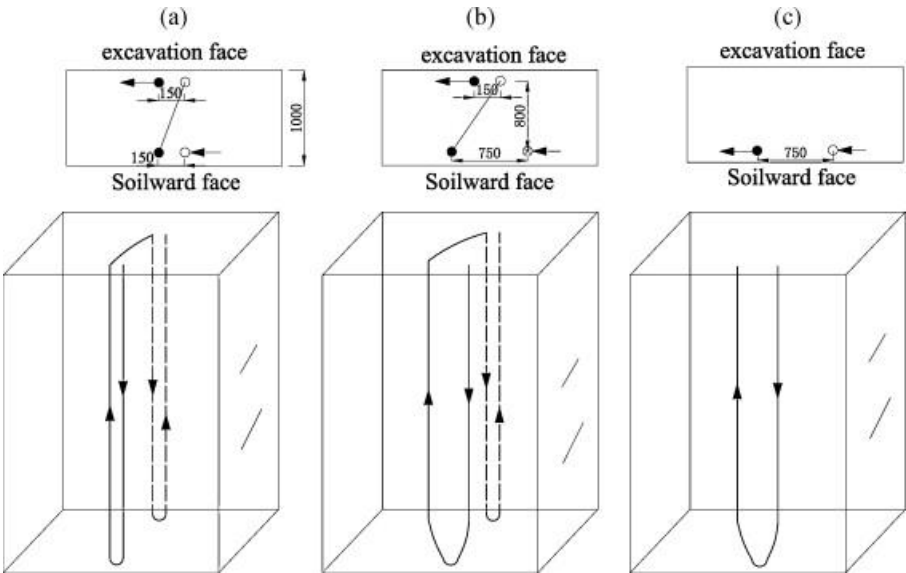 (a)
(b)
(c)
excavation face
excavation face
excavation face
150
1000
150
Soilward face
150
800
750
Soilward face
750
Soilward face